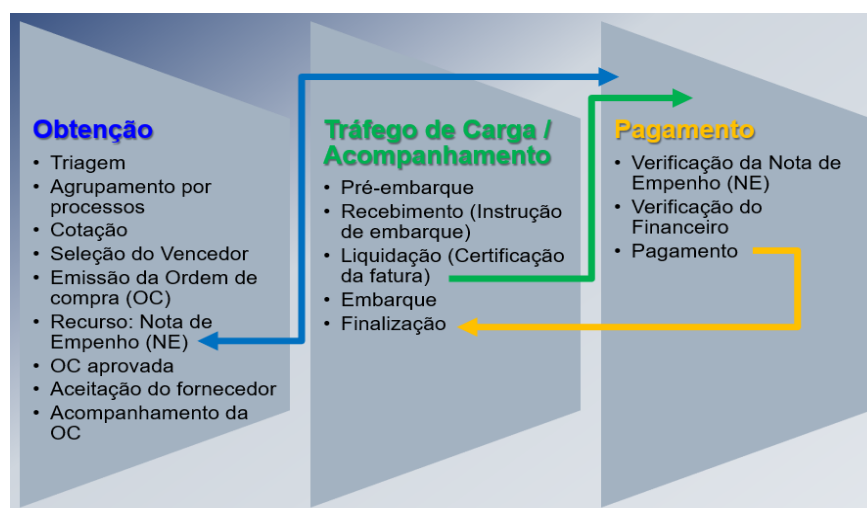 Obtenção
• Triagem
• Agrupamento por
processos
• Cotação
• Seleção do Vencedor
• Emissão da Ordem de
compra (OC)
• Recurso: Nota de
Empenho (NE)
• OC aprovada
• Aceitação do fornecedor
• Acompanhamento da
OC
Tráfego de Carga /
Acompanhamento
• Pré-embarque
• Recebimento (Instrução
de embarque)
• Liquidação (Certificação
da fatura)
• Embarque
• Finalização
Pagamento
• Verificação da Nota de
Empenho (NE)
• Verificação do
Financeiro
• Pagamento